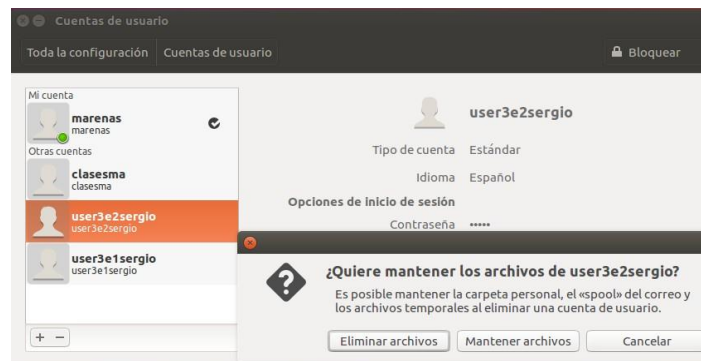 Cuentas de usuario
Toda la configuración Cuentas de usuario Bloquear
Mi cuenta
marenas
marenas
Otras cuentas
clasesma
clasesma
user3e2sergio
user3e2sergio
user3e1sergio
user3e1sergio
+ −
user3e2sergio
Tipo de cuenta Estándar
Idioma Español
Opciones de inicio de sesión
Contraseña •••••
¿Quiere mantener los archivos de user3e2sergio?
Es posible mantener la carpeta personal, el «spool» del correo y
los archivos temporales al eliminar una cuenta de usuario.
Eliminar archivos Mantener archivos Cancelar